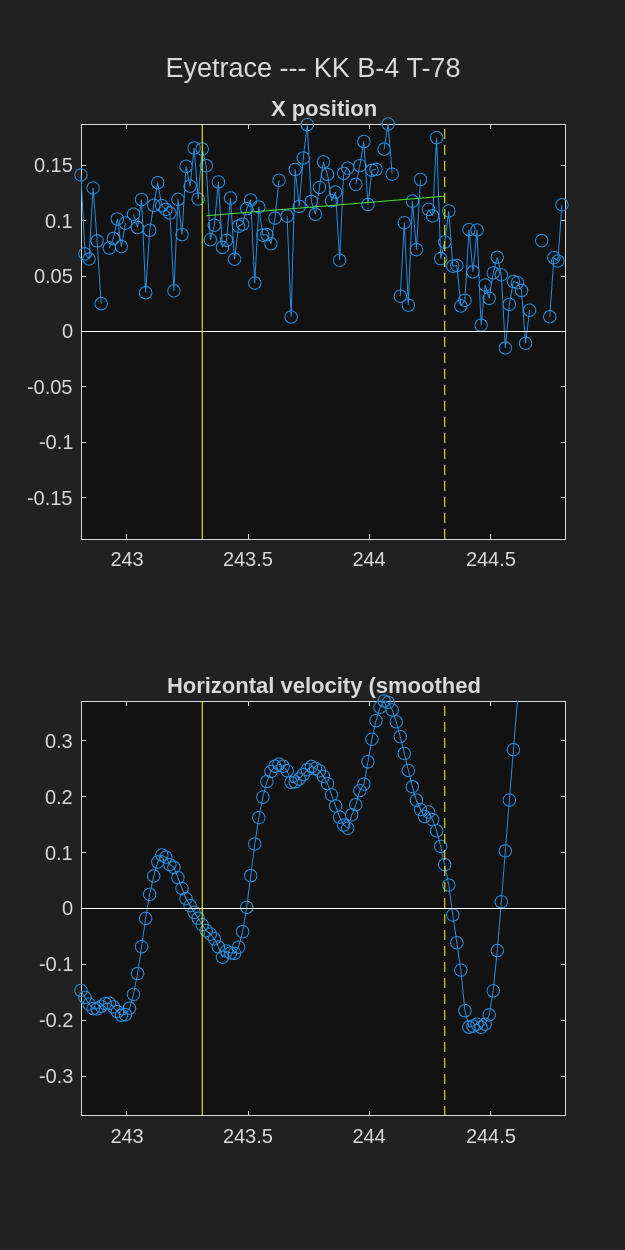 Eyetrace --- KK B-4 T-78
X position
0.15
0.1
0.05
0
-0.05
-0.1
-0.15
243 243.5 244 244.5
Horizontal velocity (smoothed
0.3
0.2
0.1
0
-0.1
-0.2
-0.3
243 243.5 244 244.5